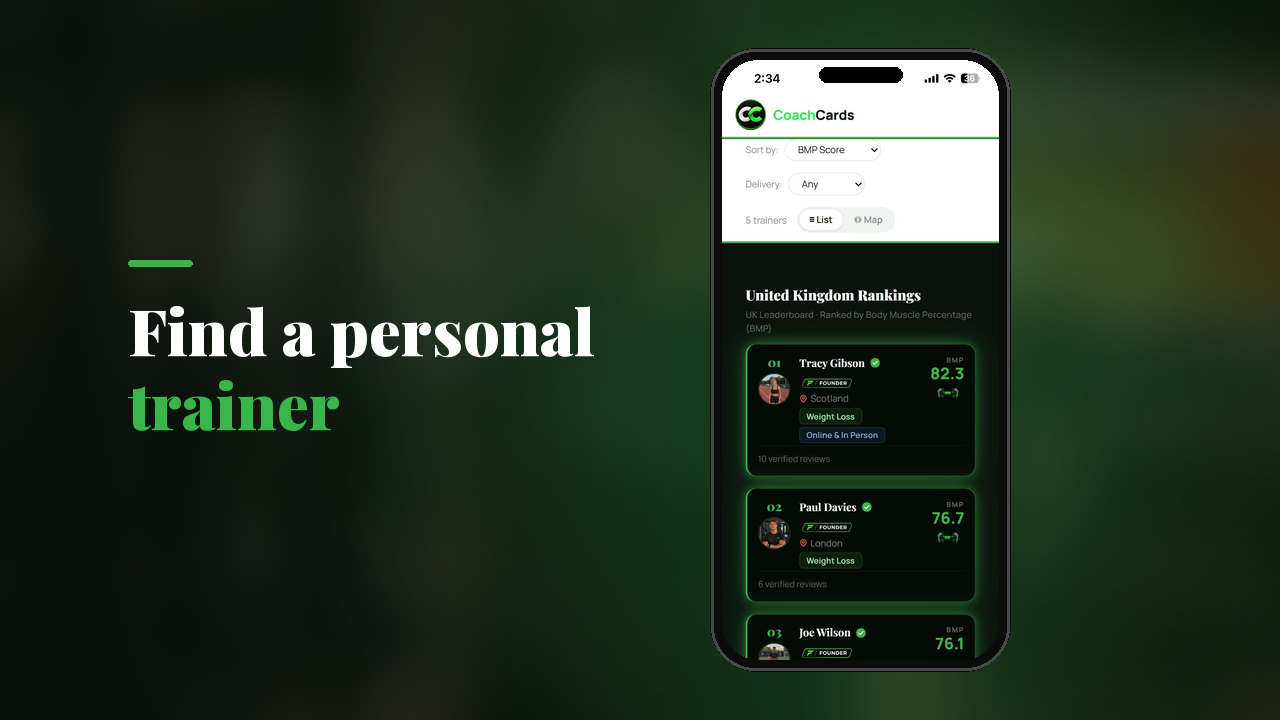 Find a personal
trainer
2:34
36
CC
CoachCards
Sort by: BMP Score
Delivery: Any
5 trainers List Map
United Kingdom Rankings
UK Leaderboard · Ranked by Body Muscle Percentage
(BMP)
01 Tracy Gibson BMP
82.3
FOUNDER
Scotland
Weight Loss
Online & In Person
10 verified reviews
02 Paul Davies BMP
76.7
FOUNDER
London
Weight Loss
6 verified reviews
03 Joe Wilson BMP
76.1
FOUNDER